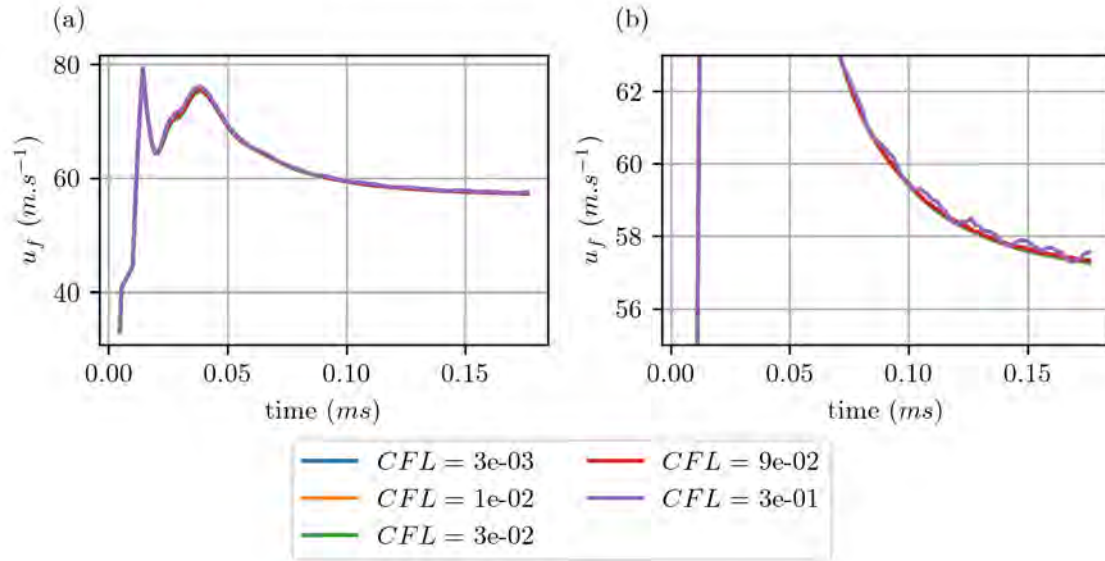 (a)
80
60
40
u_f (m.s⁻¹)
0.00 0.05 0.10 0.15
time (ms)
(b)
62
60
58
56
u_f (m.s⁻¹)
0.00 0.05 0.10 0.15
time (ms)
CFL = 3e-03
CFL = 1e-02
CFL = 3e-02
CFL = 9e-02
CFL = 3e-01